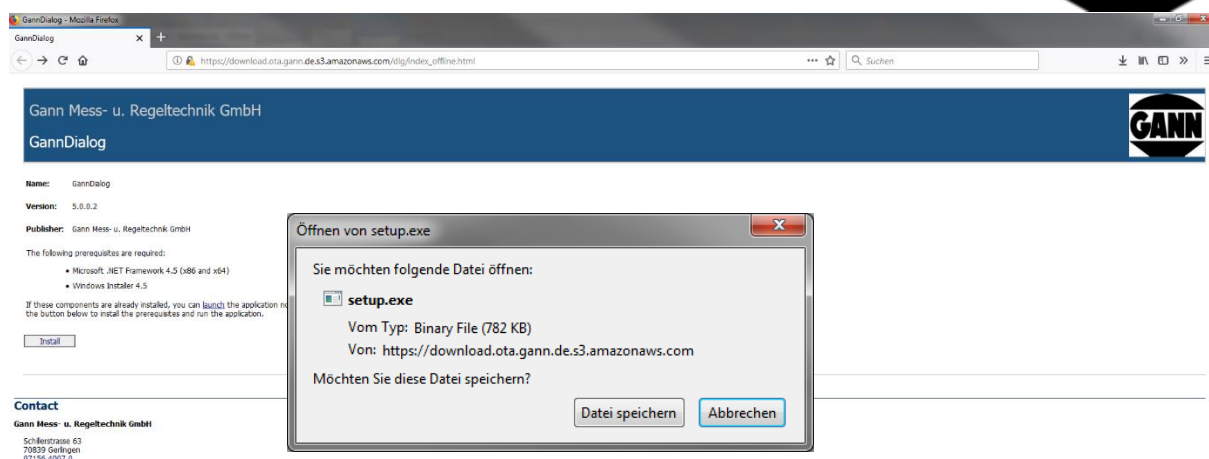 GannDialog - Mozilla Firefox
GannDialog
https://download.ota.gann.de.s3.amazonaws.com/dlg/index_offline.html
Suchen
Gann Mess- u. Regeltechnik GmbH
GannDialog
GANN
Name: GannDialog
Version: 5.0.0.2
Publisher: Gann Mess- u. Regeltechnik GmbH
The following prerequisites are required:
• Microsoft .NET Framework 4.5 (x86 and x64)
• Windows Installer 4.5
If these components are already installed, you can launch the application
the button below to install the prerequisites and run the application.
Install
Öffnen von setup.exe
Sie möchten folgende Datei öffnen:
setup.exe
Vom Typ: Binary File (782 KB)
Von: https://download.ota.gann.de.s3.amazonaws.com
Möchten Sie diese Datei speichern?
Datei speichern Abbrechen
Contact
Gann Mess- u. Regeltechnik GmbH
Schillerstrasse 63
70839 Gerlingen
07156 4907 0